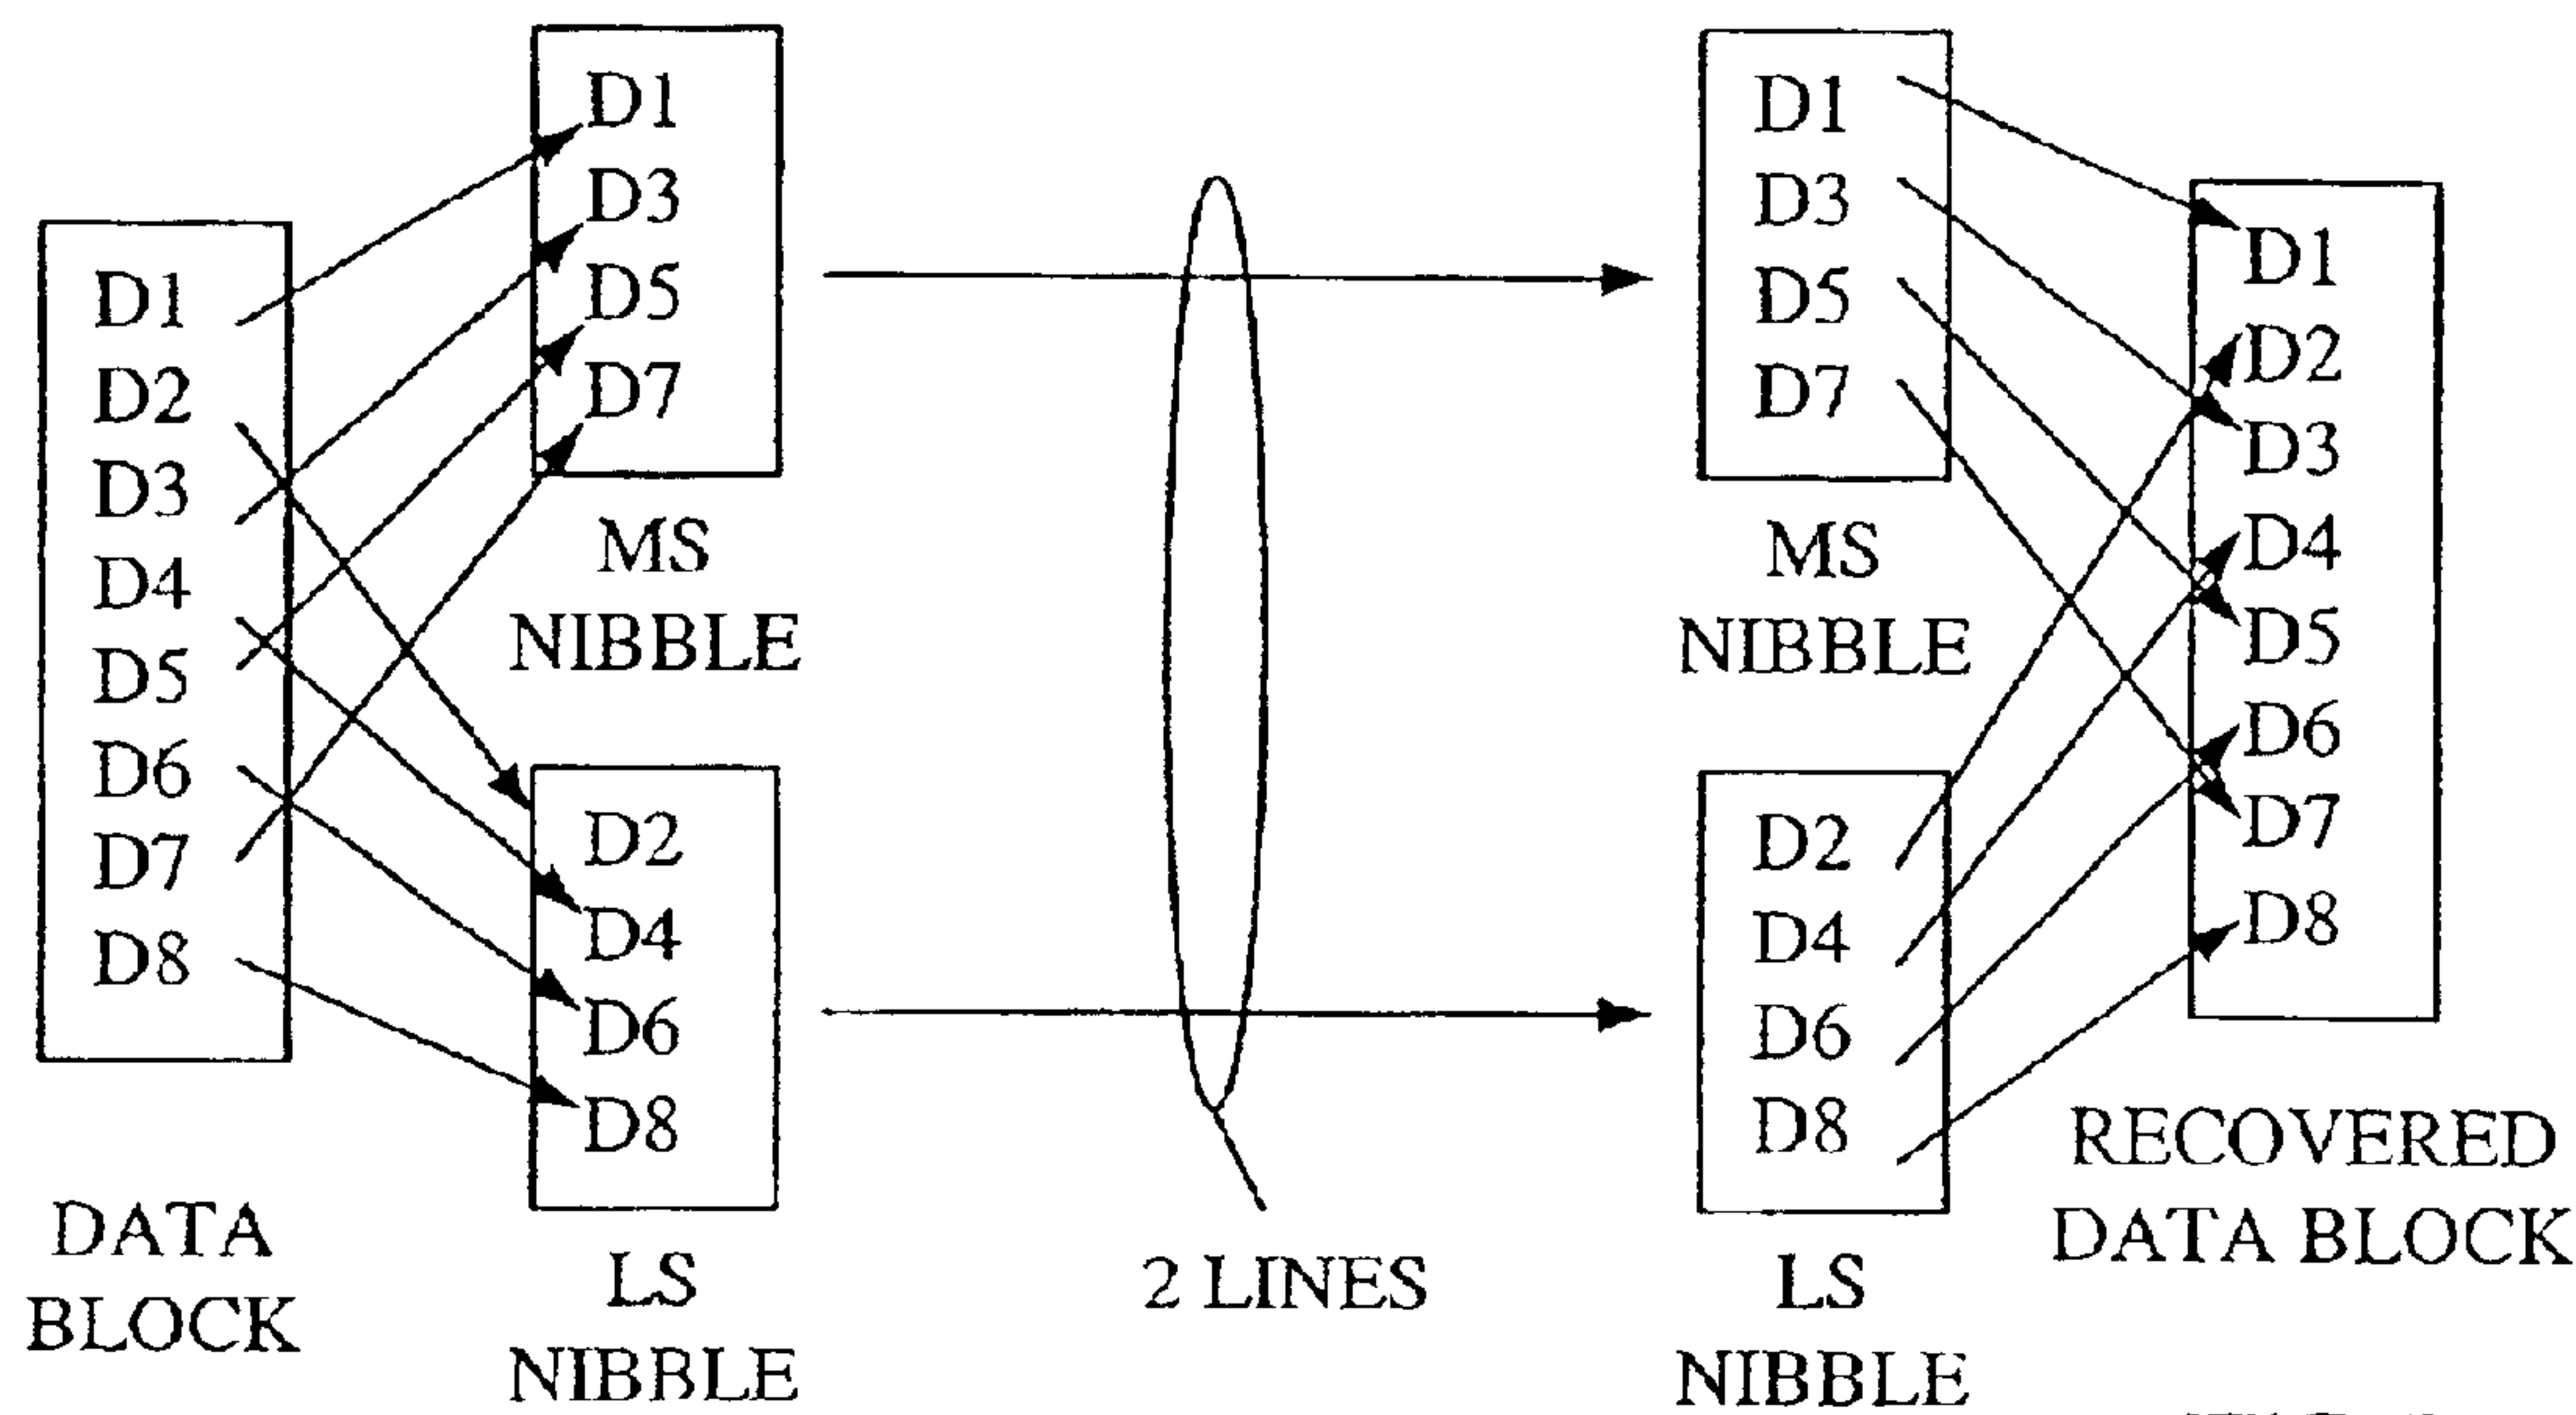 D1
D2
D3
D4
D5
D6
D7
D8
DATA
BLOCK
D1
D3
D5
D7
MS
NIBBLE
D2
D4
D6
D8
LS
NIBBLE
2 LINES
D1
D3
D5
D7
MS
NIBBLE
D2
D4
D6
D8
LS
NIBBLE
D1
D2
D3
D4
D5
D6
D7
D8
RECOVERED
DATA BLOCK